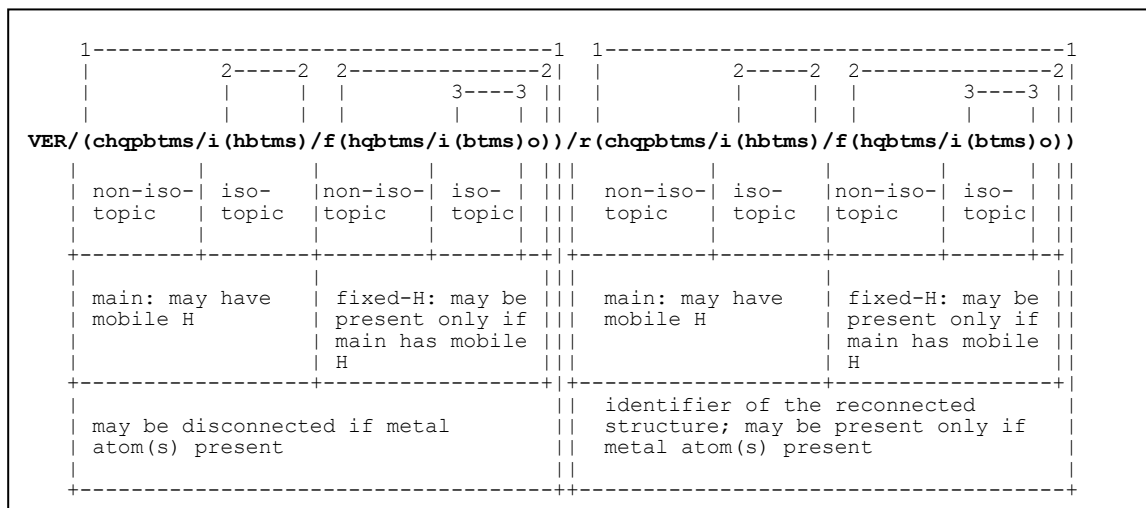 1-------------------------------------1 1-------------------------------------1
| 2-----2 2----------------2| | 2-----2 2----------------2|
| | | | 3----3 || | | | | 3----3 ||
| | | | | | || | | | | | | ||
VER/(chqpbtms/i(hbtms)/f(hqbtms/i(btms)o))/r(chqpbtms/i(hbtms)/f(hqbtms/i(btms)o))
| | | | | ||| | | | | ||
| non-iso-| iso- |non-iso-| iso- | ||| non-iso-| iso- |non-iso-| iso- | ||
| topic | topic |topic | topic| ||| topic | topic | topic | topic| ||
| | | | | ||| | | | | ||
+---------+--------+--------+------+-+||+---------+--------+--------+------+-+|
| | ||| | ||
| main: may have | fixed-H: may be ||| main: may have | fixed-H: may be ||
| mobile H | present only if ||| mobile H | present only if ||
| | main has mobile ||| | main has mobile ||
| | H ||| | H ||
+------------------+-----------------+||+------------------+-----------------+|
| || identifier of the reconnected |
| may be disconnected if metal || structure; may be present only if |
| atom(s) present || metal atom(s) present |
| || |
+-------------------------------------++--------------------------------------+